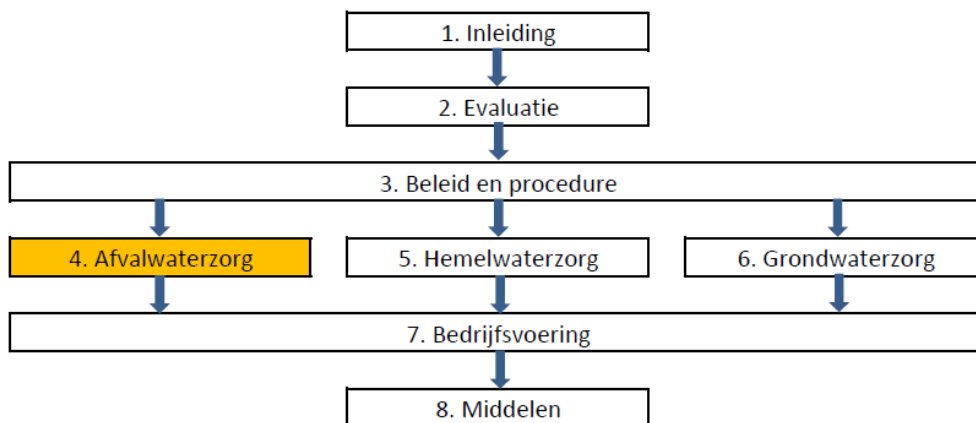 1. Inleiding
2. Evaluatie
3. Beleid en procedure
4. Afvalwaterzorg
5. Hemelwaterzorg
6. Grondwaterzorg
7. Bedrijfsvoering
8. Middelen